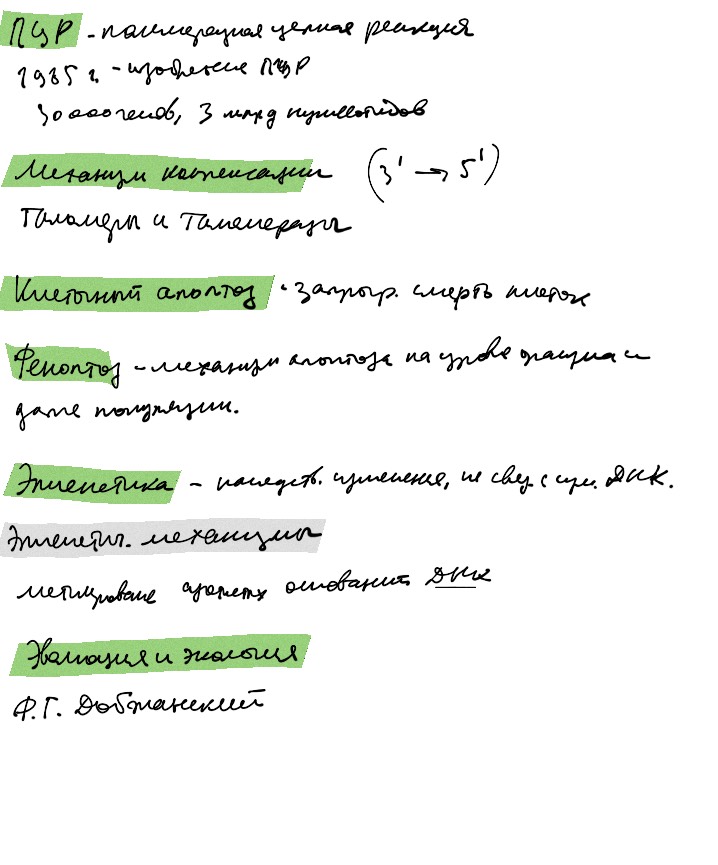 ПЦР - полимеразная цепная реакция
1985 г. - изобретение ПЦР
30000 генов, 3 млрд нуклеотидов
Механизм компенсации (3' → 5')
Таломеры и Таломеразы
Клеточный апоптоз - запрогр. смерть клеток
Феноптоз - механизм апоптоза на уровне организма и
даже популяции.
Эпигенетика - наследств. изменения, не связ. с изм. ДНК.
Эпигенетич. механизмы
метилирование азотистых оснований ДНК
Эволюция и экология
Ф.Г. Добжанский